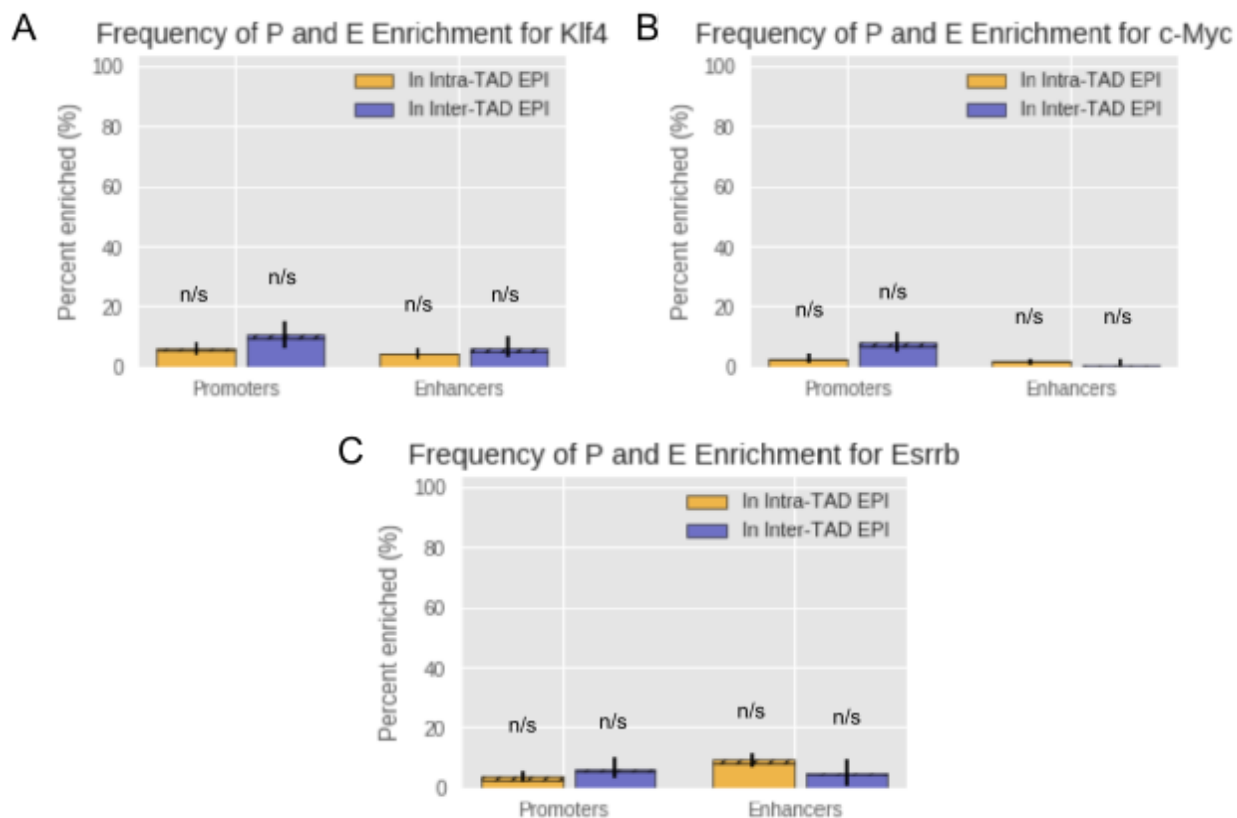 A
Frequency of P and E Enrichment for Klf4
Percent enriched (%)
100
80
60
40
20
0
In Intra-TAD EPI
In Inter-TAD EPI
n/s
n/s
n/s
n/s
Promoters
Enhancers
B
Frequency of P and E Enrichment for c-Myc
Percent enriched (%)
100
80
60
40
20
0
In Intra-TAD EPI
In Inter-TAD EPI
n/s
n/s
n/s
n/s
Promoters
Enhancers
C
Frequency of P and E Enrichment for Esrrb
Percent enriched (%)
100
80
60
40
20
0
In Intra-TAD EPI
In Inter-TAD EPI
n/s
n/s
n/s
n/s
Promoters
Enhancers